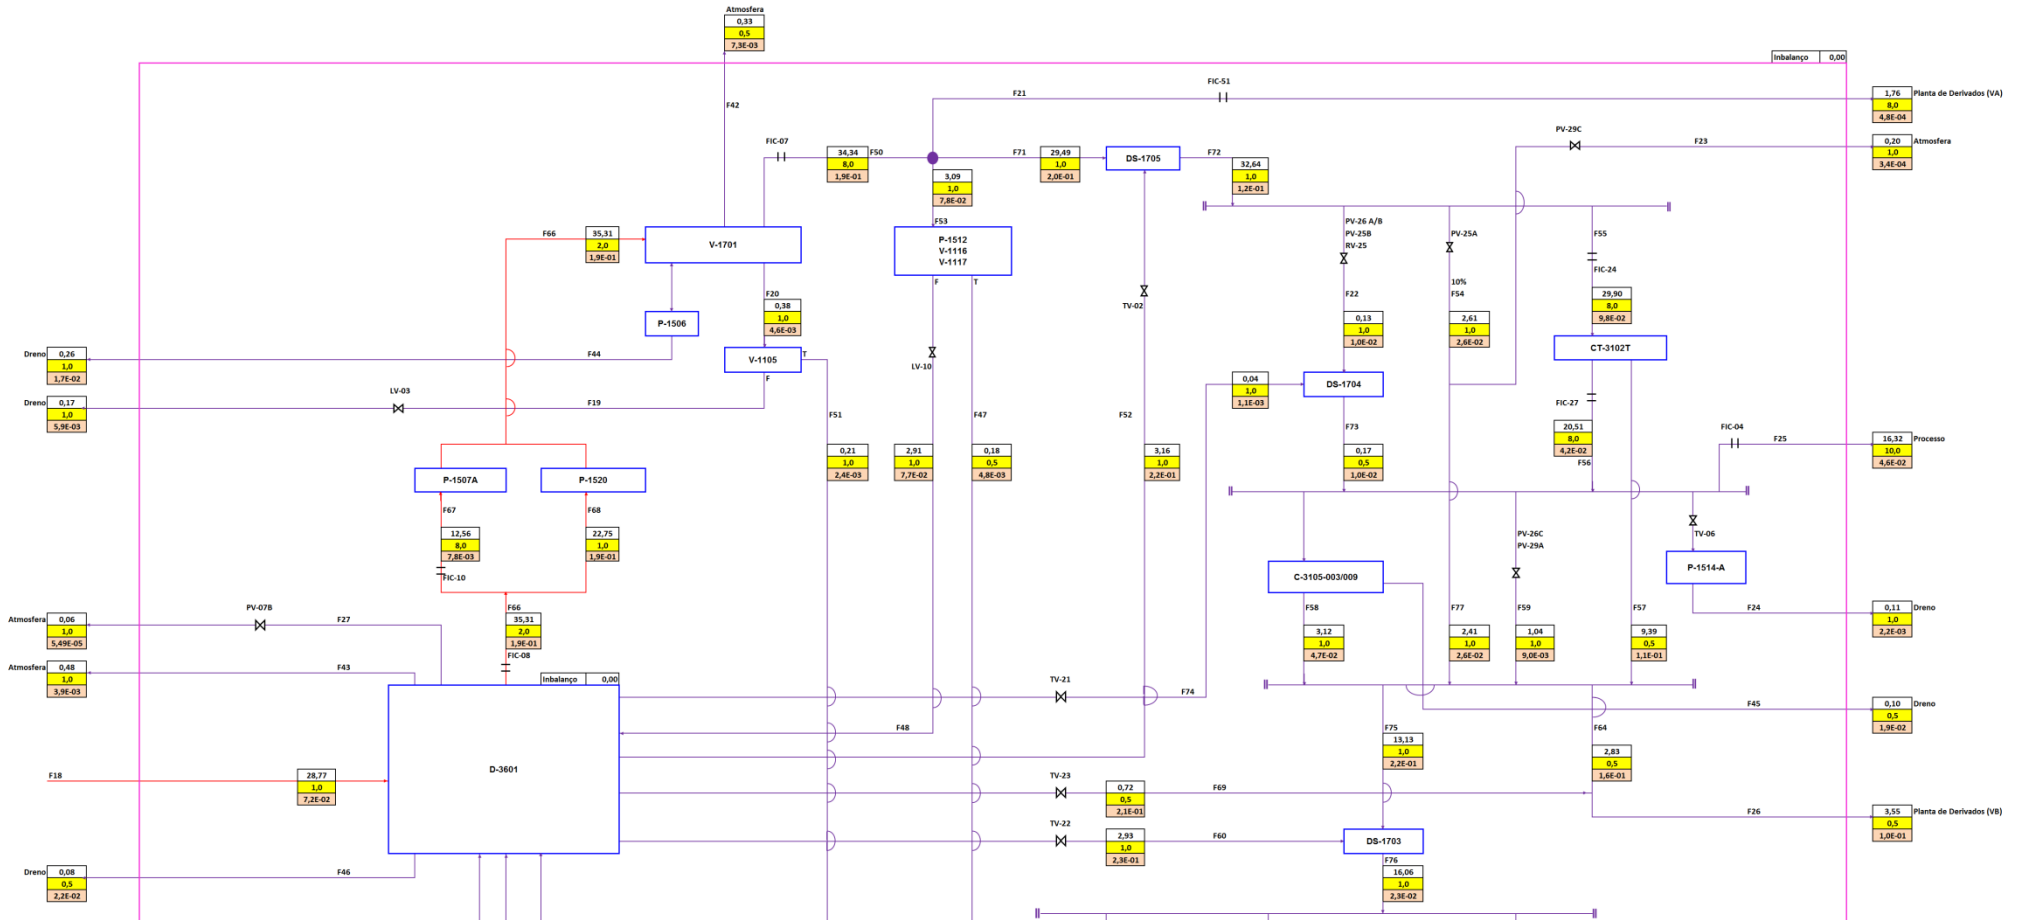 Atmosfera
0,33
0,5
7,3E-03
Inbalanço 0,00
F42
FIC-51
F21
1,76
8,0
4,8E-04
Planta de Derivados (VA)
FIC-07
34,34
8,0
1,9E-01
F50
F71
29,49
1,0
2,0E-01
DS-1705
F72
32,64
1,0
1,2E-01
PV-29C
F23
0,20
1,0
3,4E-04
Atmosfera
3,09
1,0
7,8E-02
F53
F66
35,31
2,0
1,9E-01
V-1701
P-1512
V-1116
V-1117
F
T
PV-26 A/B
PV-25B
RV-25
PV-25A
F55
FIC-24
TV-02
F20
0,38
1,0
4,6E-03
P-1506
10%
F22
F54
29,90
8,0
9,8E-02
0,13
1,0
1,0E-02
2,61
1,0
2,6E-02
Dreno
0,26
1,0
1,7E-02
F44
V-1105
T
F
LV-10
CT-3102T
DS-1704
0,04
1,0
1,1E-03
Dreno
0,17
1,0
5,9E-03
LV-03
F19
F51
F47
F52
F73
FIC-27
20,51
8,0
4,2E-02
F56
FIC-04
F25
16,32
10,0
4,6E-02
Processo
0,21
1,0
2,4E-03
2,91
1,0
7,7E-02
0,18
0,5
4,8E-03
3,16
1,0
2,2E-01
0,17
0,5
1,0E-02
P-1507A
P-1520
F67
F68
12,56
8,0
7,8E-03
22,75
1,0
1,9E-01
FIC-10
PV-26C
PV-29A
TV-06
P-1514-A
C-3105-003/009
F66
35,31
2,0
1,9E-01
FIC-08
F58
F77
F59
F57
F24
0,11
1,0
2,2E-03
Dreno
Atmosfera
0,06
1,0
5,49E-05
PV-07B
F27
3,12
1,0
4,7E-02
2,41
1,0
2,6E-02
1,04
1,0
9,0E-03
9,39
0,5
1,1E-01
Atmosfera
0,48
1,0
3,9E-03
F43
Inbalanço 0,00
TV-21
F74
F45
0,10
0,5
1,9E-02
Dreno
F48
F75
13,13
1,0
2,2E-01
F64
2,83
0,5
1,6E-01
F18
28,77
1,0
7,2E-02
D-3601
TV-23
0,72
0,5
2,1E-01
F69
F26
3,55
0,5
1,0E-01
Planta de Derivados (VB)
TV-22
2,93
1,0
2,3E-01
F60
DS-1703
F76
16,06
1,0
2,3E-02
Dreno
0,08
0,5
2,2E-02
F46